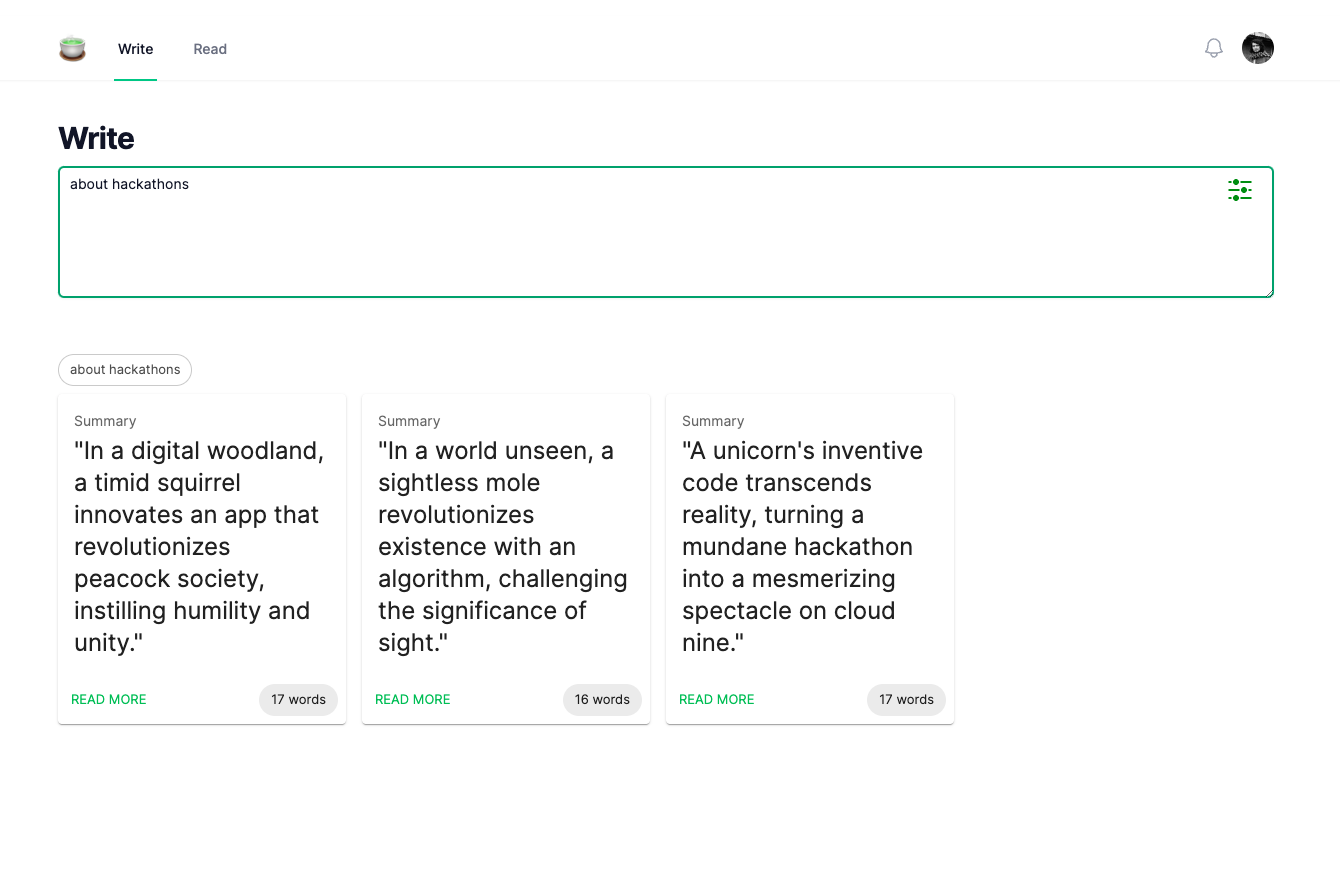 Write Read
Write
about hackathons
about hackathons
Summary
"In a digital woodland,
a timid squirrel
innovates an app that
revolutionizes
peacock society,
instilling humility and
unity."
READ MORE 17 words
Summary
"In a world unseen, a
sightless mole
revolutionizes
existence with an
algorithm, challenging
the significance of
sight."
READ MORE 16 words
Summary
"A unicorn's inventive
code transcends
reality, turning a
mundane hackathon
into a mesmerizing
spectacle on cloud
nine."
READ MORE 17 words